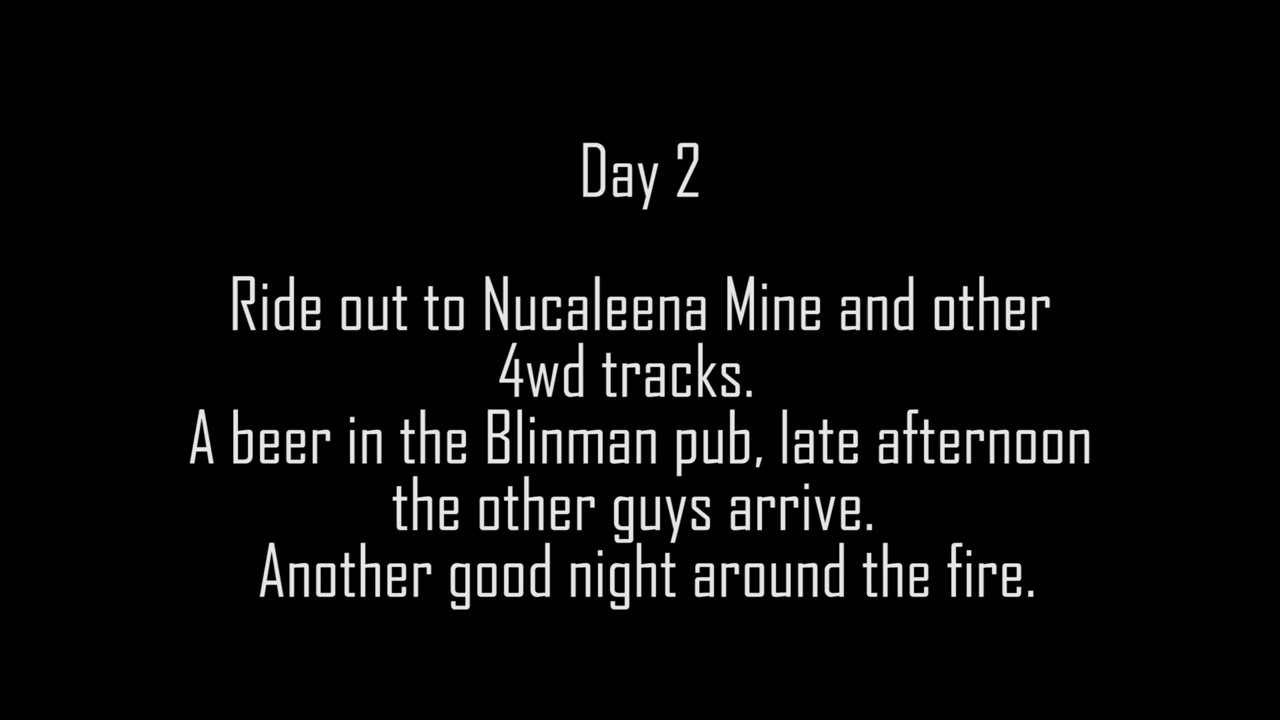 Day 2
Ride out to Nucaleena Mine and other
4wd tracks.
A beer in the Blinman pub, late afternoon
the other guys arrive.
Another good night around the fire.